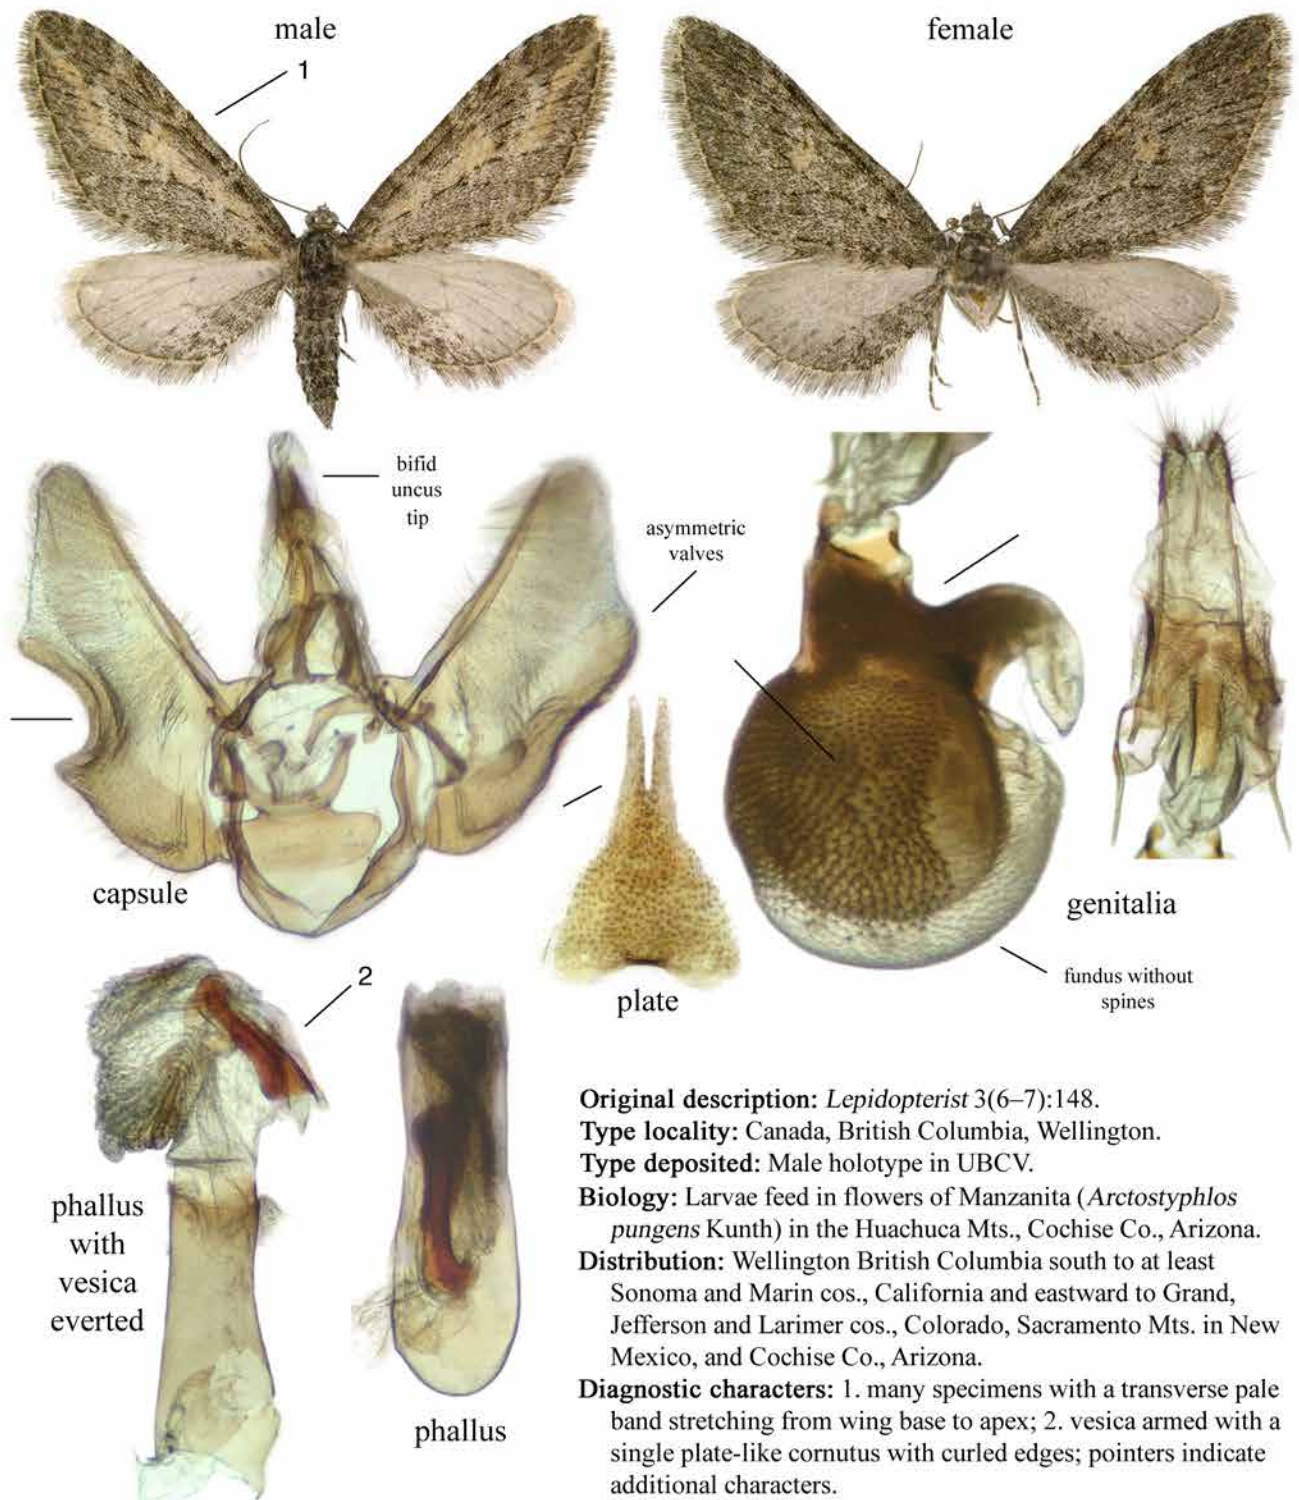 male
1
female
bifid
uncus
tip
asymmetric
valves
capsule
plate
genitalia
fundus without
spines
2
phallus
with
vesica
everted
phallus
Original description: Lepidopterist 3(6–7):148.
Type locality: Canada, British Columbia, Wellington.
Type deposited: Male holotype in UBCV.
Biology: Larvae feed in flowers of Manzanita (Arctostyphlos
pungens Kunth) in the Huachuca Mts., Cochise Co., Arizona.
Distribution: Wellington British Columbia south to at least
Sonoma and Marin cos., California and eastward to Grand,
Jefferson and Larimer cos., Colorado, Sacramento Mts. in New
Mexico, and Cochise Co., Arizona.
Diagnostic characters: 1. many specimens with a transverse pale
band stretching from wing base to apex; 2. vesica armed with a
single plate-like cornutus with curled edges; pointers indicate
additional characters.